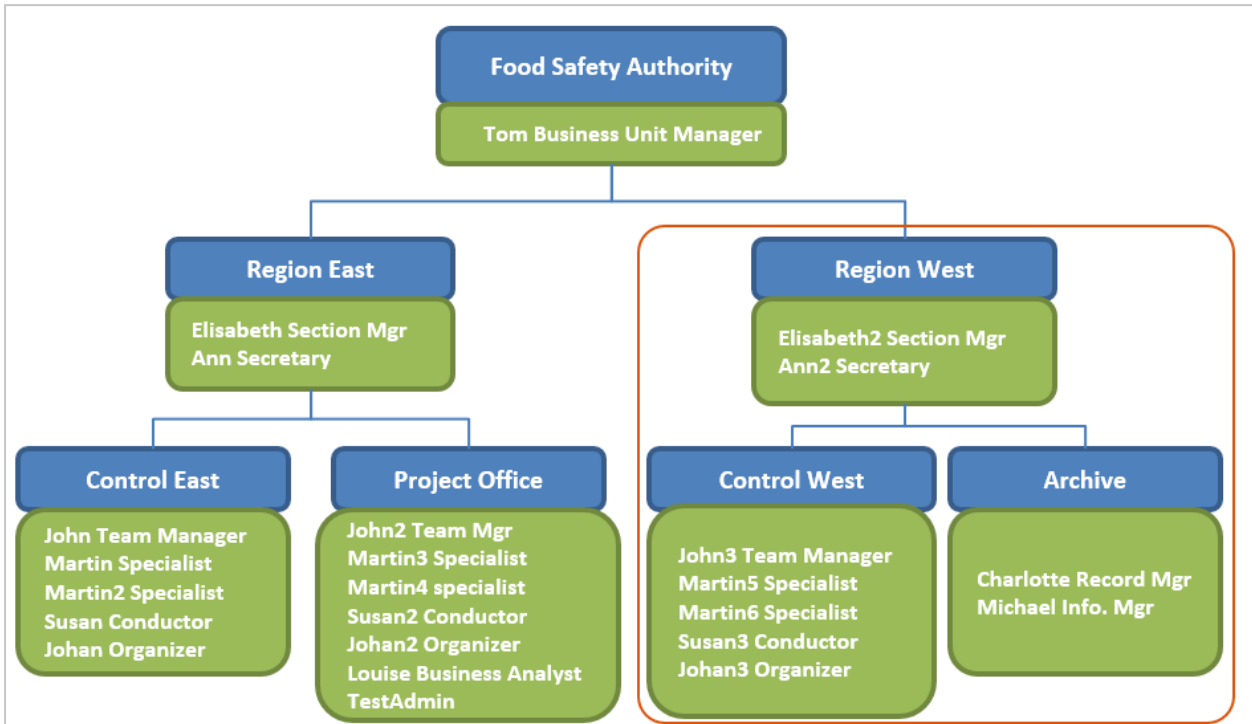 Food Safety Authority
Tom Business Unit Manager
Region East
Elisabeth Section Mgr
Ann Secretary
Region West
Elisabeth2 Section Mgr
Ann2 Secretary
Control East
John Team Manager
Martin Specialist
Martin2 Specialist
Susan Conductor
Johan Organizer
Project Office
John2 Team Mgr
Martin3 Specialist
Martin4 specialist
Susan2 Conductor
Johan2 Organizer
Louise Business Analyst
TestAdmin
Control West
John3 Team Manager
Martin5 Specialist
Martin6 Specialist
Susan3 Conductor
Johan3 Organizer
Archive
Charlotte Record Mgr
Michael Info. Mgr